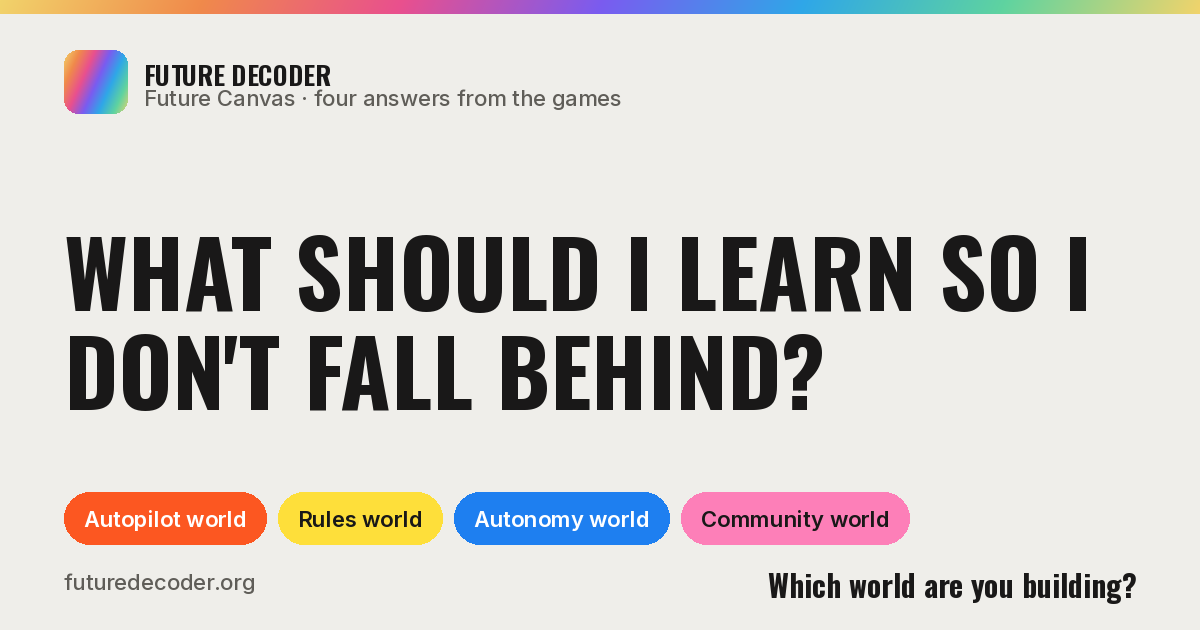 FUTURE DECODER
Future Canvas · four answers from the games
WHAT SHOULD I LEARN SO I
DON'T FALL BEHIND?
Autopilot world
Rules world
Autonomy world
Community world
futuredecoder.org
Which world are you building?